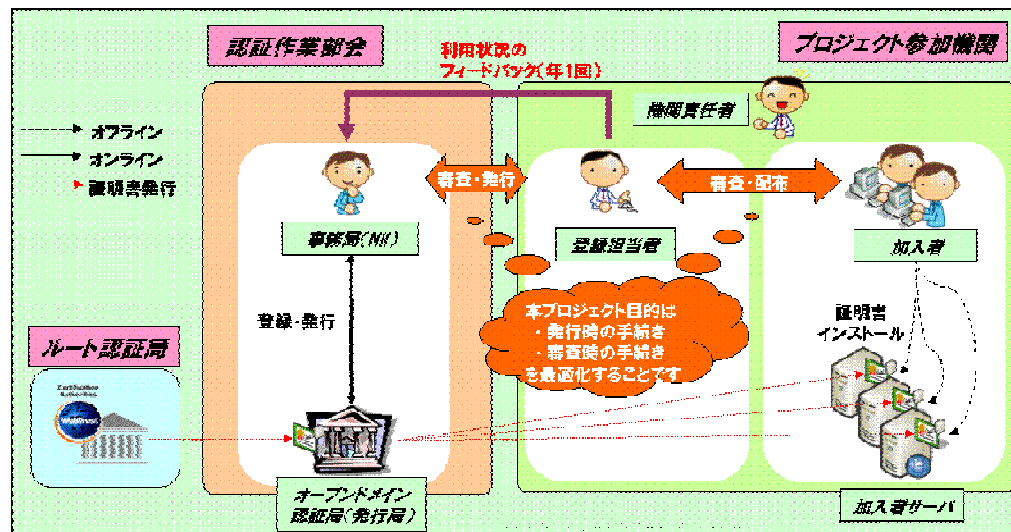 認証作業部会
プロジェクト参加機関
利用状況の
フィードバック(年1回)
機関責任者
オフライン
オンライン
証明書発行
審査・発行
審査・配布
事務局(NII)
登録担当者
加入者
登録・発行
本プロジェクト目的は
・発行時の手続き
・審査時の手続き
を最適化することです
証明書
インストール
ルート認証局
Certification
オープンドメイン
認証局(発行局)
加入者サーバ